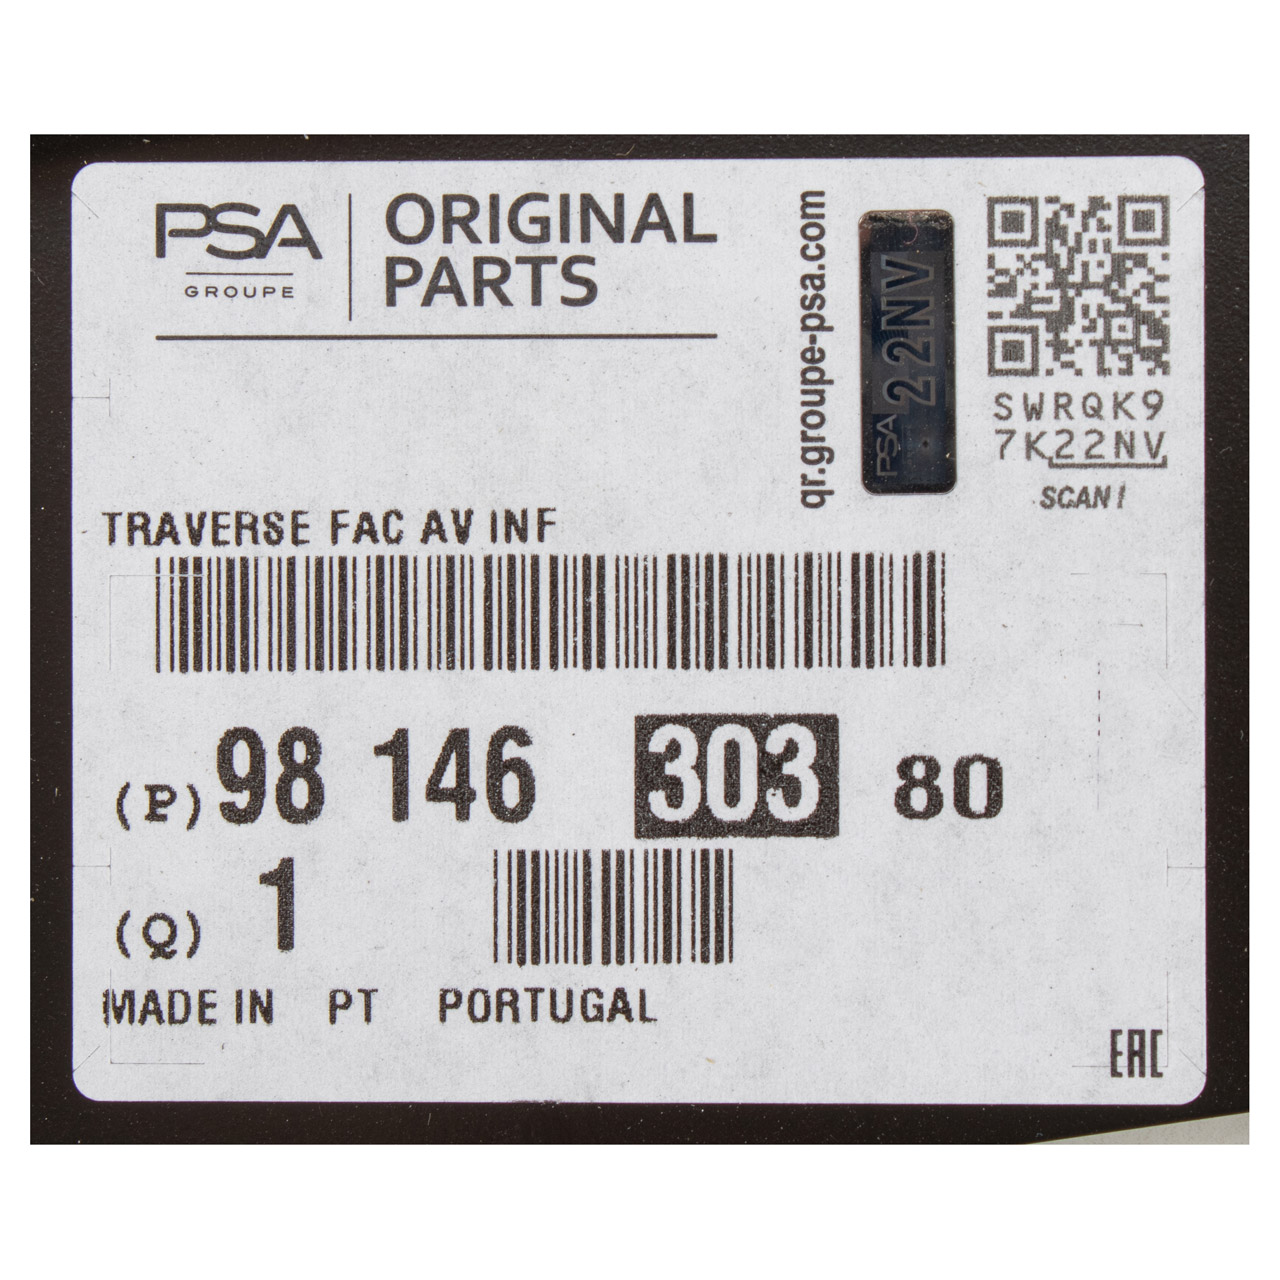 PSA
GROUPE
ORIGINAL
PARTS
qr.groupe-psa.com
PSA 22NV
SWRQK9
7K22NV
SCAN!
TRAVERSE FAC AV INF
(P) 98 146 303 80
(Q) 1
MADE IN PT PORTUGAL
EAC